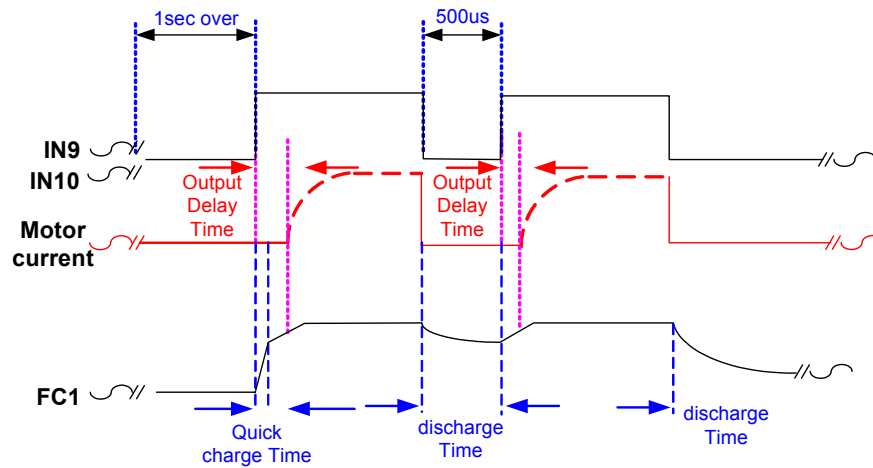 1sec over
500us
IN9
IN10
Output
Delay
Time
Output
Delay
Time
Motor
current
FC1
Quick
charge Time
discharge
Time
discharge
Time